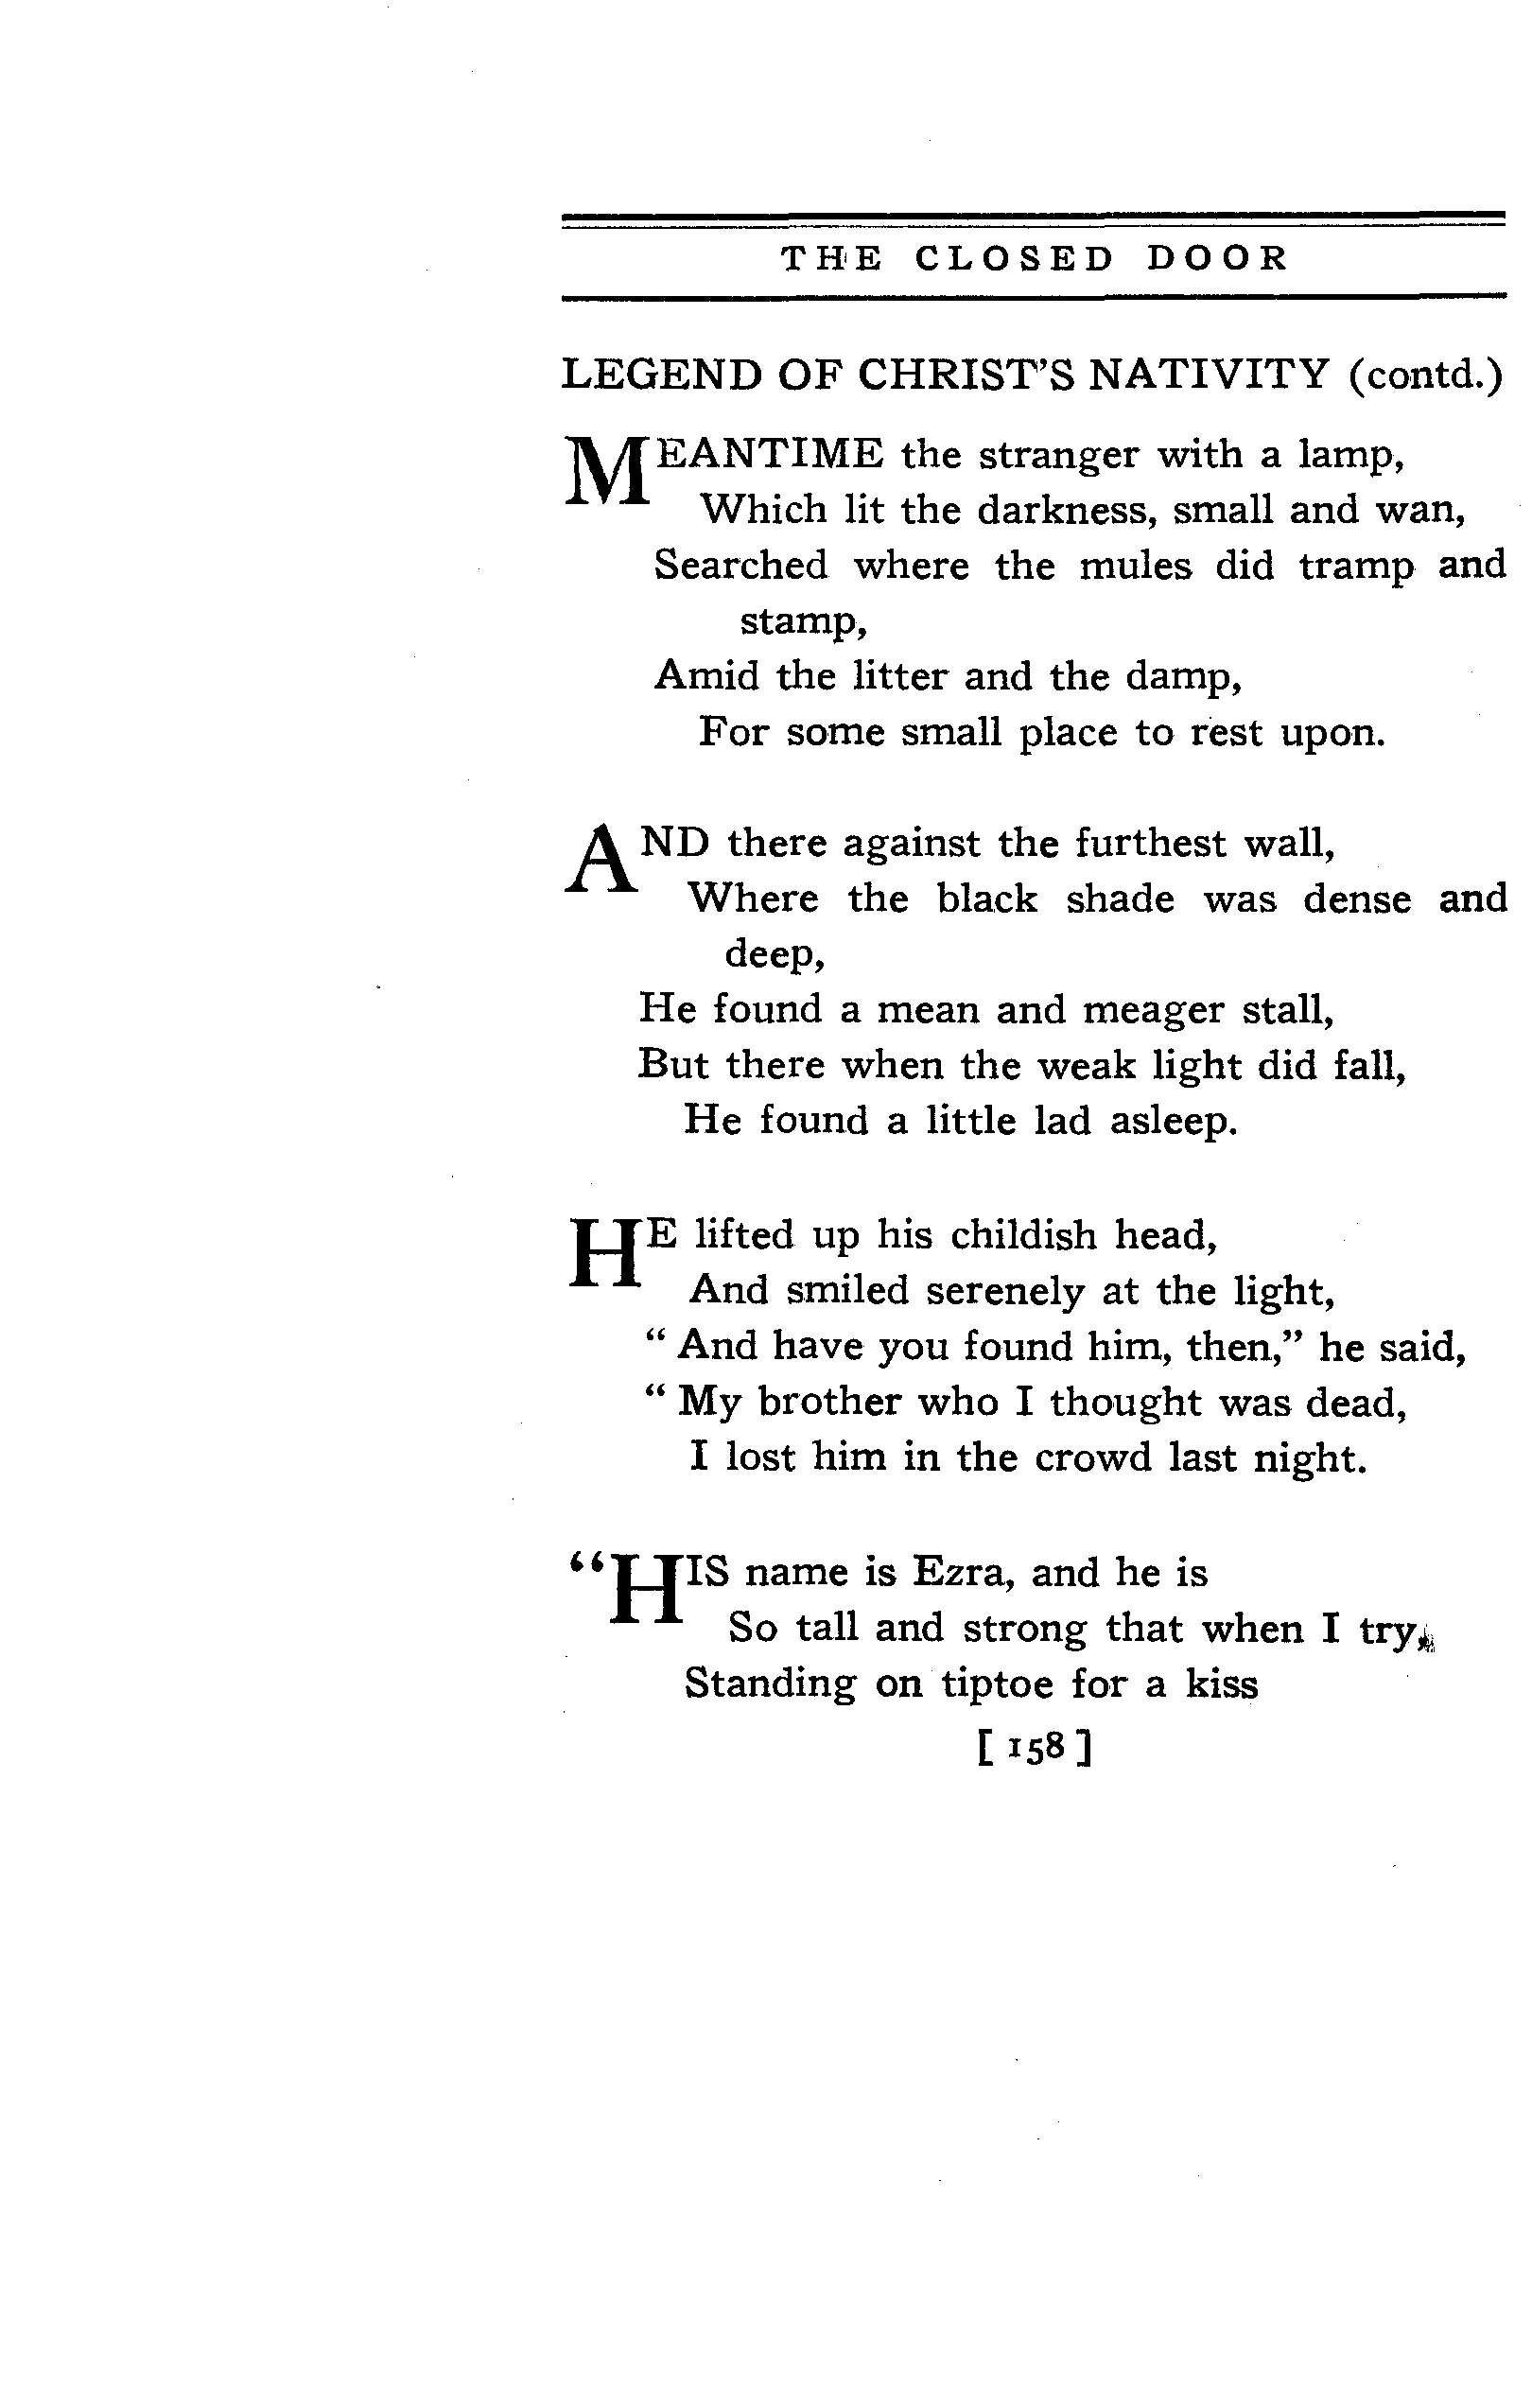 THE CLOSED DOOR
LEGEND OF CHRIST'S NATIVITY (contd.)
MEANTIME the stranger with a lamp,
Which lit the darkness, small and wan,
Searched where the mules did tramp and
stamp,
Amid the litter and the damp,
For some small place to rest upon.
AND there against the furthest wall,
Where the black shade was dense and
deep,
He found a mean and meager stall,
But there when the weak light did fall,
He found a little lad asleep.
HE lifted up his childish head,
And smiled serenely at the light,
“ And have you found him, then,” he said,
“ My brother who I thought was dead,
I lost him in the crowd last night.
“HIS name is Ezra, and he is
So tall and strong that when I try,
Standing on tiptoe for a kiss
[ 158 ]